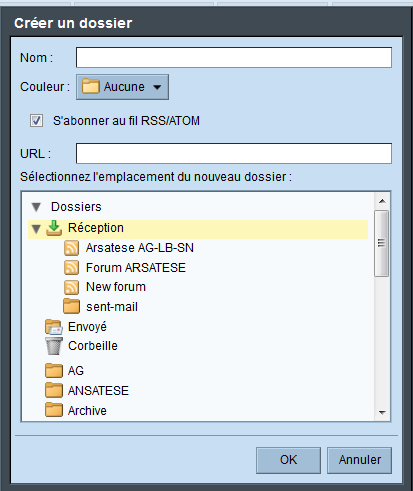 Créer un dossier
Nom :
Couleur : Aucune
S'abonner au fil RSS/ATOM
URL :
Sélectionnez l'emplacement du nouveau dossier :
Dossiers
Réception
Arsatese AG-LB-SN
Forum ARSATESE
New forum
sent-mail
Envoyé
Corbeille
AG
ANSATESE
Archive
OK Annuler